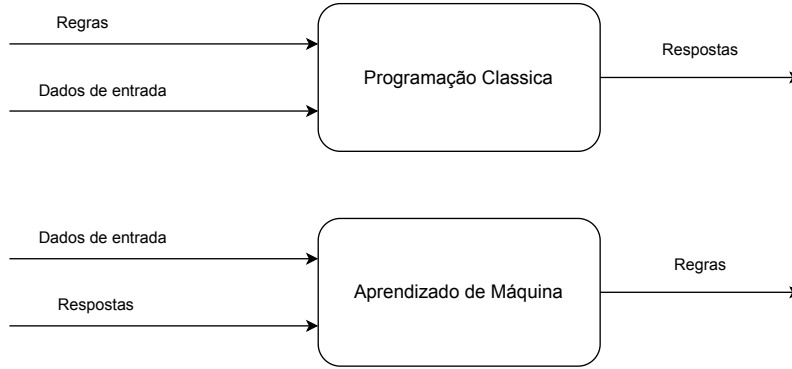 Regras
Dados de entrada
Programação Classica
Respostas
Dados de entrada
Respostas
Aprendizado de Máquina
Regras